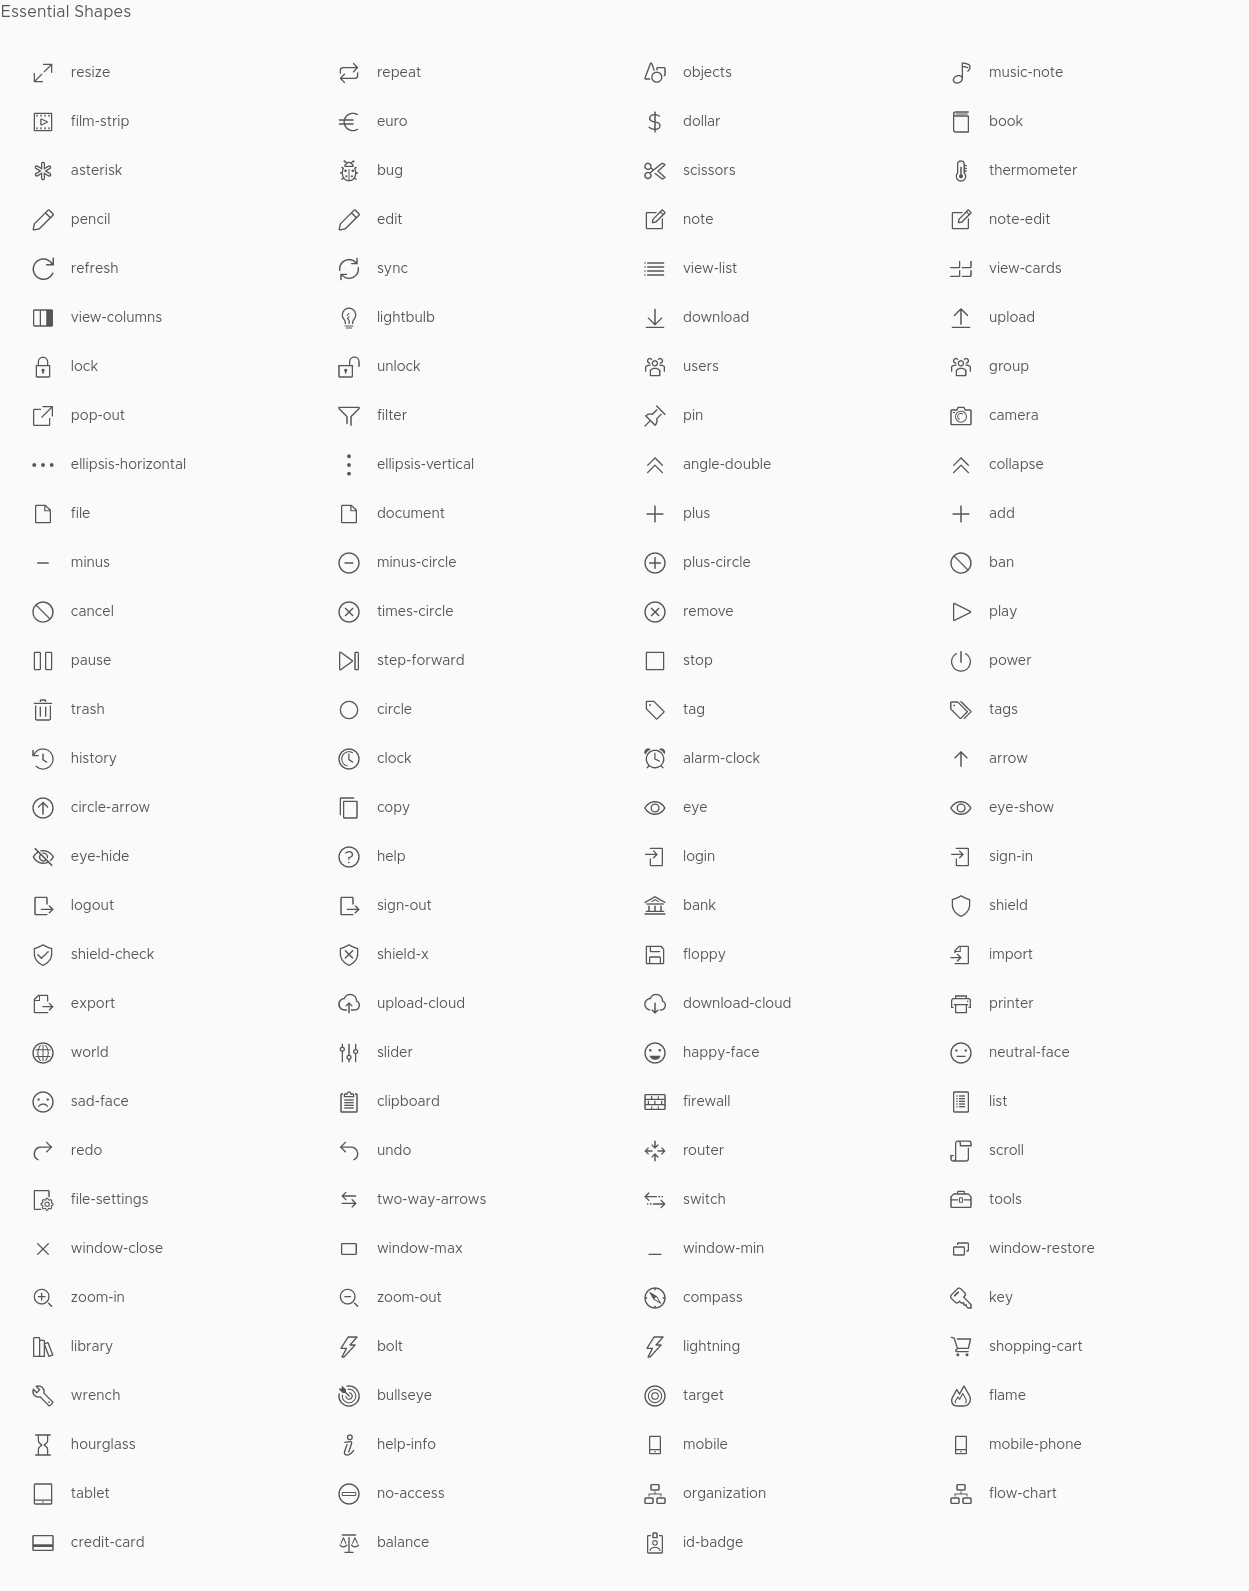 Essential Shapes
resize repeat objects music-note
film-strip euro dollar book
asterisk bug scissors thermometer
pencil edit note note-edit
refresh sync view-list view-cards
view-columns lightbulb download upload
lock unlock users group
pop-out filter pin camera
ellipsis-horizontal ellipsis-vertical angle-double collapse
file document plus add
minus minus-circle plus-circle ban
cancel times-circle remove play
pause step-forward stop power
trash circle tag tags
history clock alarm-clock arrow
circle-arrow copy eye eye-show
eye-hide help login sign-in
logout sign-out bank shield
shield-check shield-x floppy import
export upload-cloud download-cloud printer
world slider happy-face neutral-face
sad-face clipboard firewall list
redo undo router scroll
file-settings two-way-arrows switch tools
window-close window-max window-min window-restore
zoom-in zoom-out compass key
library bolt lightning shopping-cart
wrench bullseye target flame
hourglass help-info mobile mobile-phone
tablet no-access organization flow-chart
credit-card balance id-badge